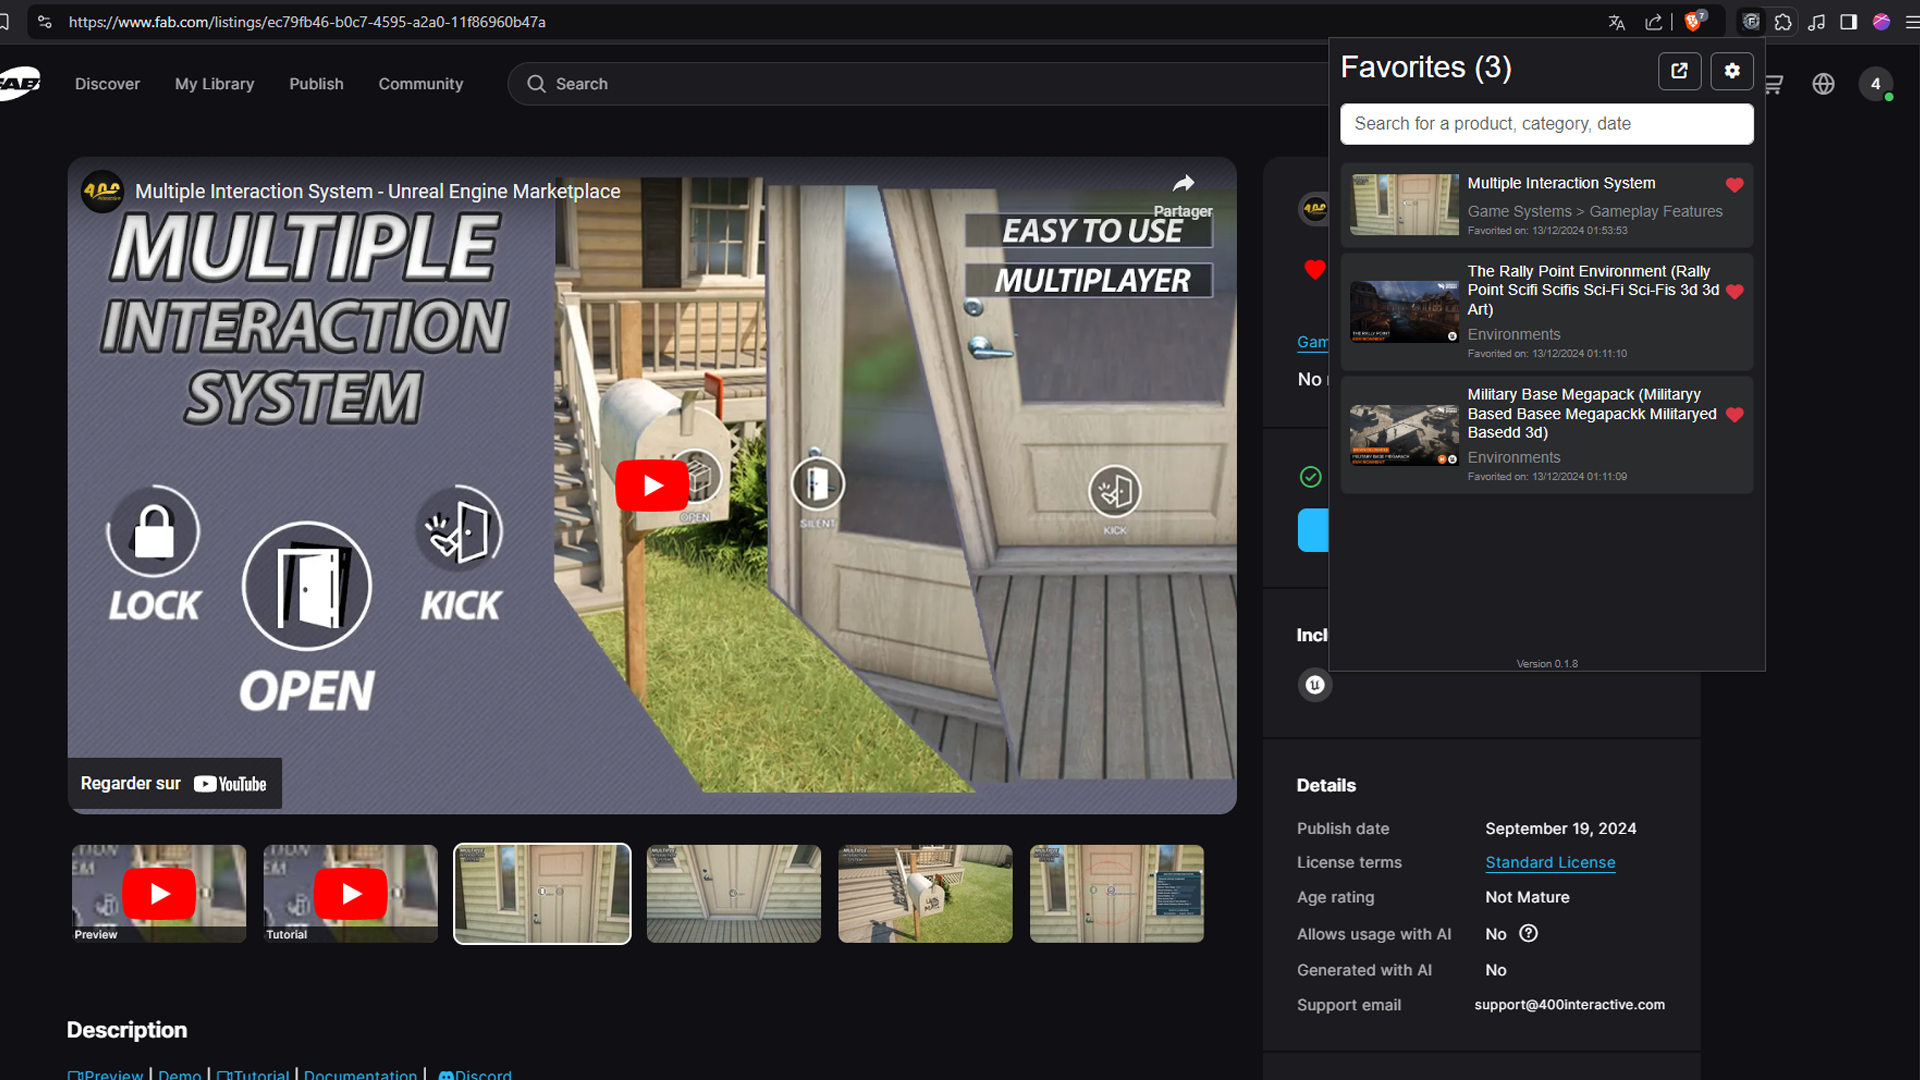 https://www.fab.com/listings/ec79fb46-b0c7-4595-a2a0-11f86960b47a
7
FAB
Discover
My Library
Publish
Community
Search
4
Favorites (3)
Search for a product, category, date
Multiple Interaction System
Game Systems > Gameplay Features
Favorited on: 13/12/2024 01:53:53
The Rally Point Environment (Rally
Point Scifi Scifis Sci-Fi Sci-Fis 3d 3d
Art)
Environments
Favorited on: 13/12/2024 01:11:10
Military Base Megapack (Militaryy
Based Basee Megapackk Militaryed
Basedd 3d)
Environments
Favorited on: 13/12/2024 01:11:09
Version 0.1.8
400
Multiple Interaction System - Unreal Engine Marketplace
Partager
MULTIPLE
INTERACTION
SYSTEM
EASY TO USE
MULTIPLAYER
LOCK
OPEN
KICK
OPEN
SILENT
KICK
Regarder sur YouTube
Preview
Tutorial
Gam
No
Incl
Details
Publish date September 19, 2024
License terms Standard License
Age rating Not Mature
Allows usage with AI No
Generated with AI No
Support email support@400interactive.com
Description
Preview | Demo | Tutorial | Documentation | Discord